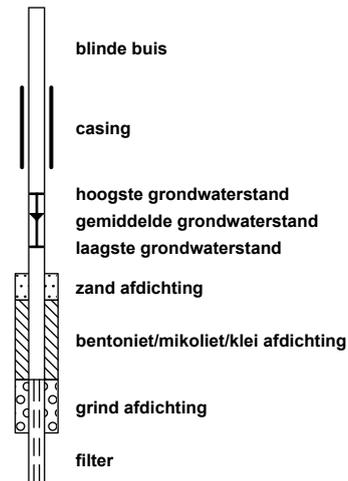 blinde buis
casing
hoogste grondwaterstand
gemiddelde grondwaterstand
laagste grondwaterstand
zand afdichting
bentoniet/mikoliet/klei afdichting
grind afdichting
filter